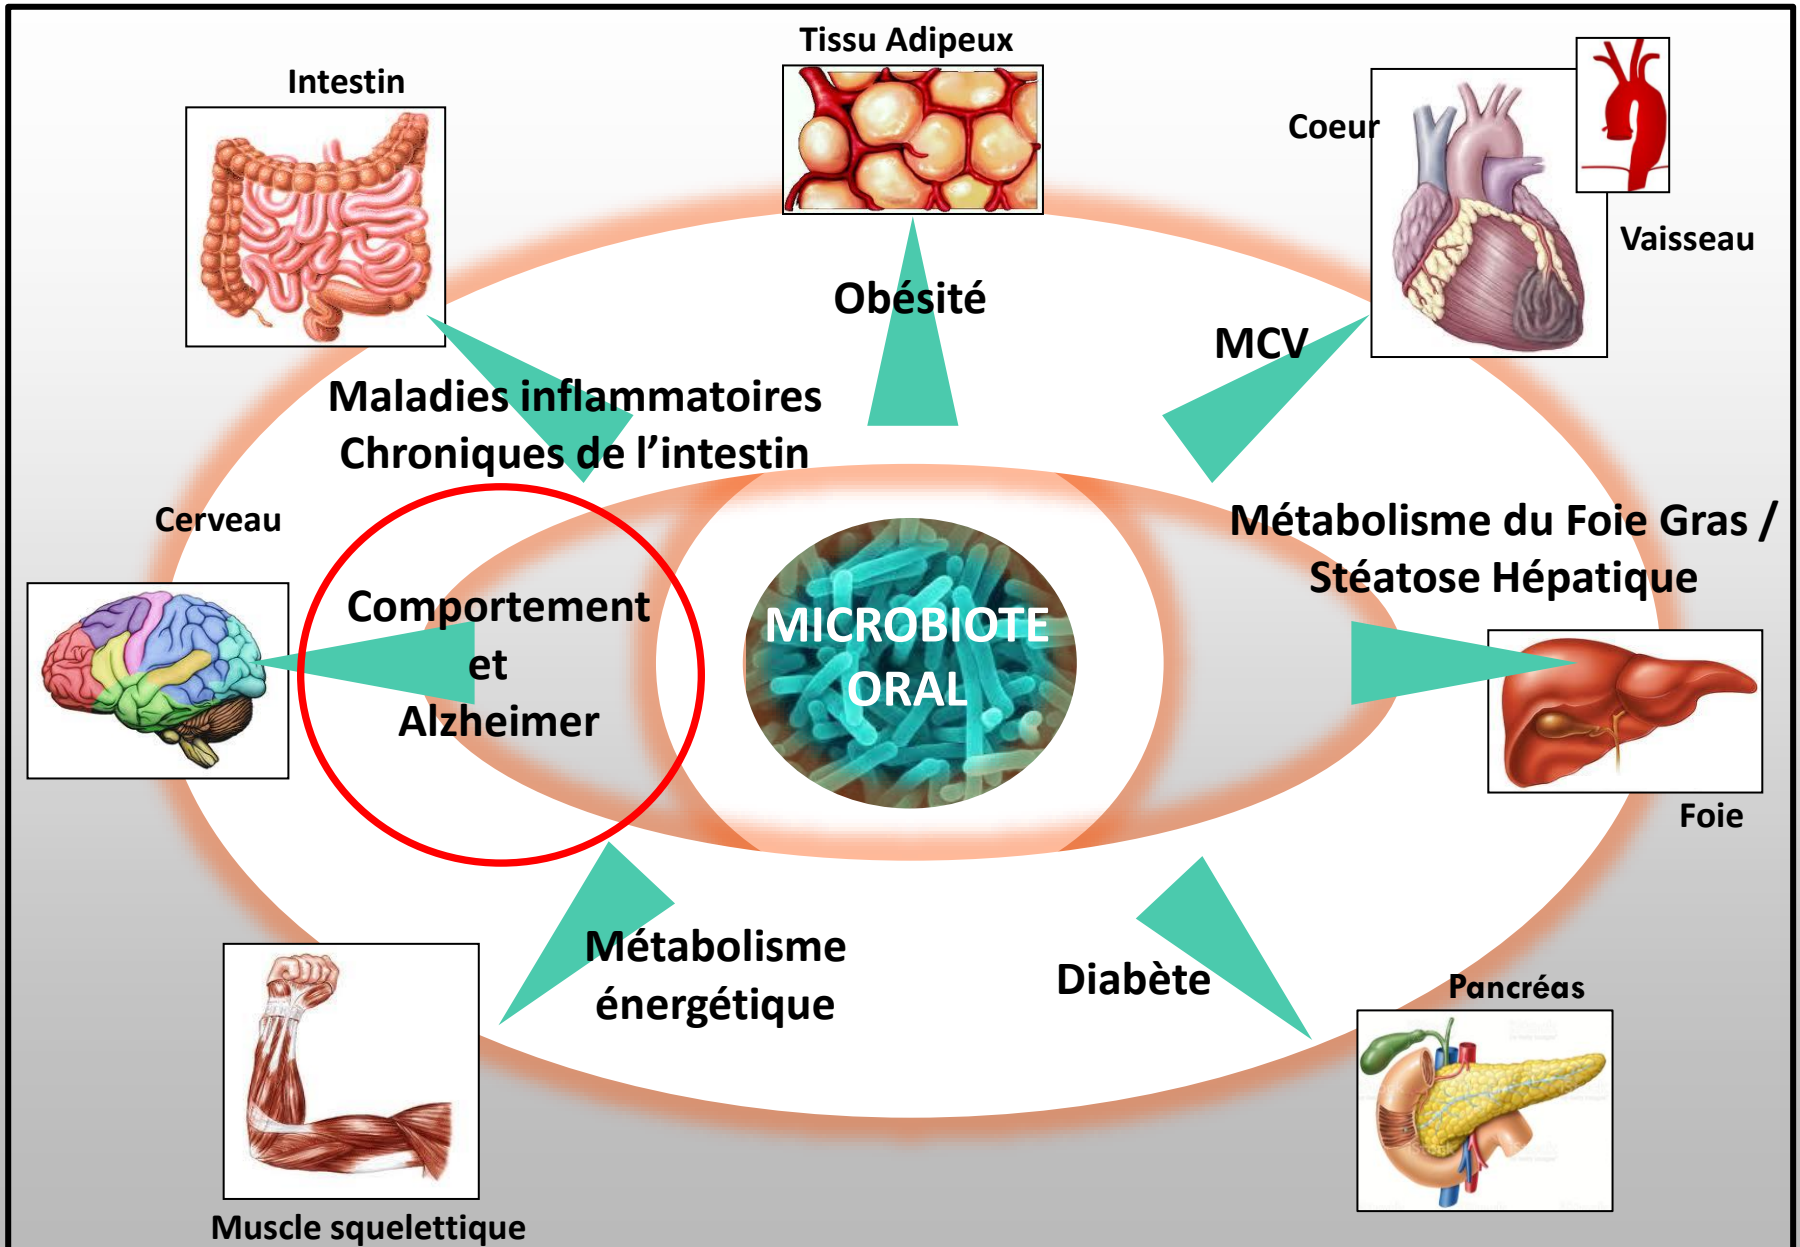 Tissu Adipeux
Intestin
Coeur
Vaisseau
Obésité
MCV
Maladies inflammatoires
Chroniques de l'intestin
Cerveau
Métabolisme du Foie Gras /
Stéatose Hépatique
Comportement
et
Alzheimer
MICROBIOTE
ORAL
Foie
Métabolisme
énergétique
Diabète
Pancréas
Muscle squelettique